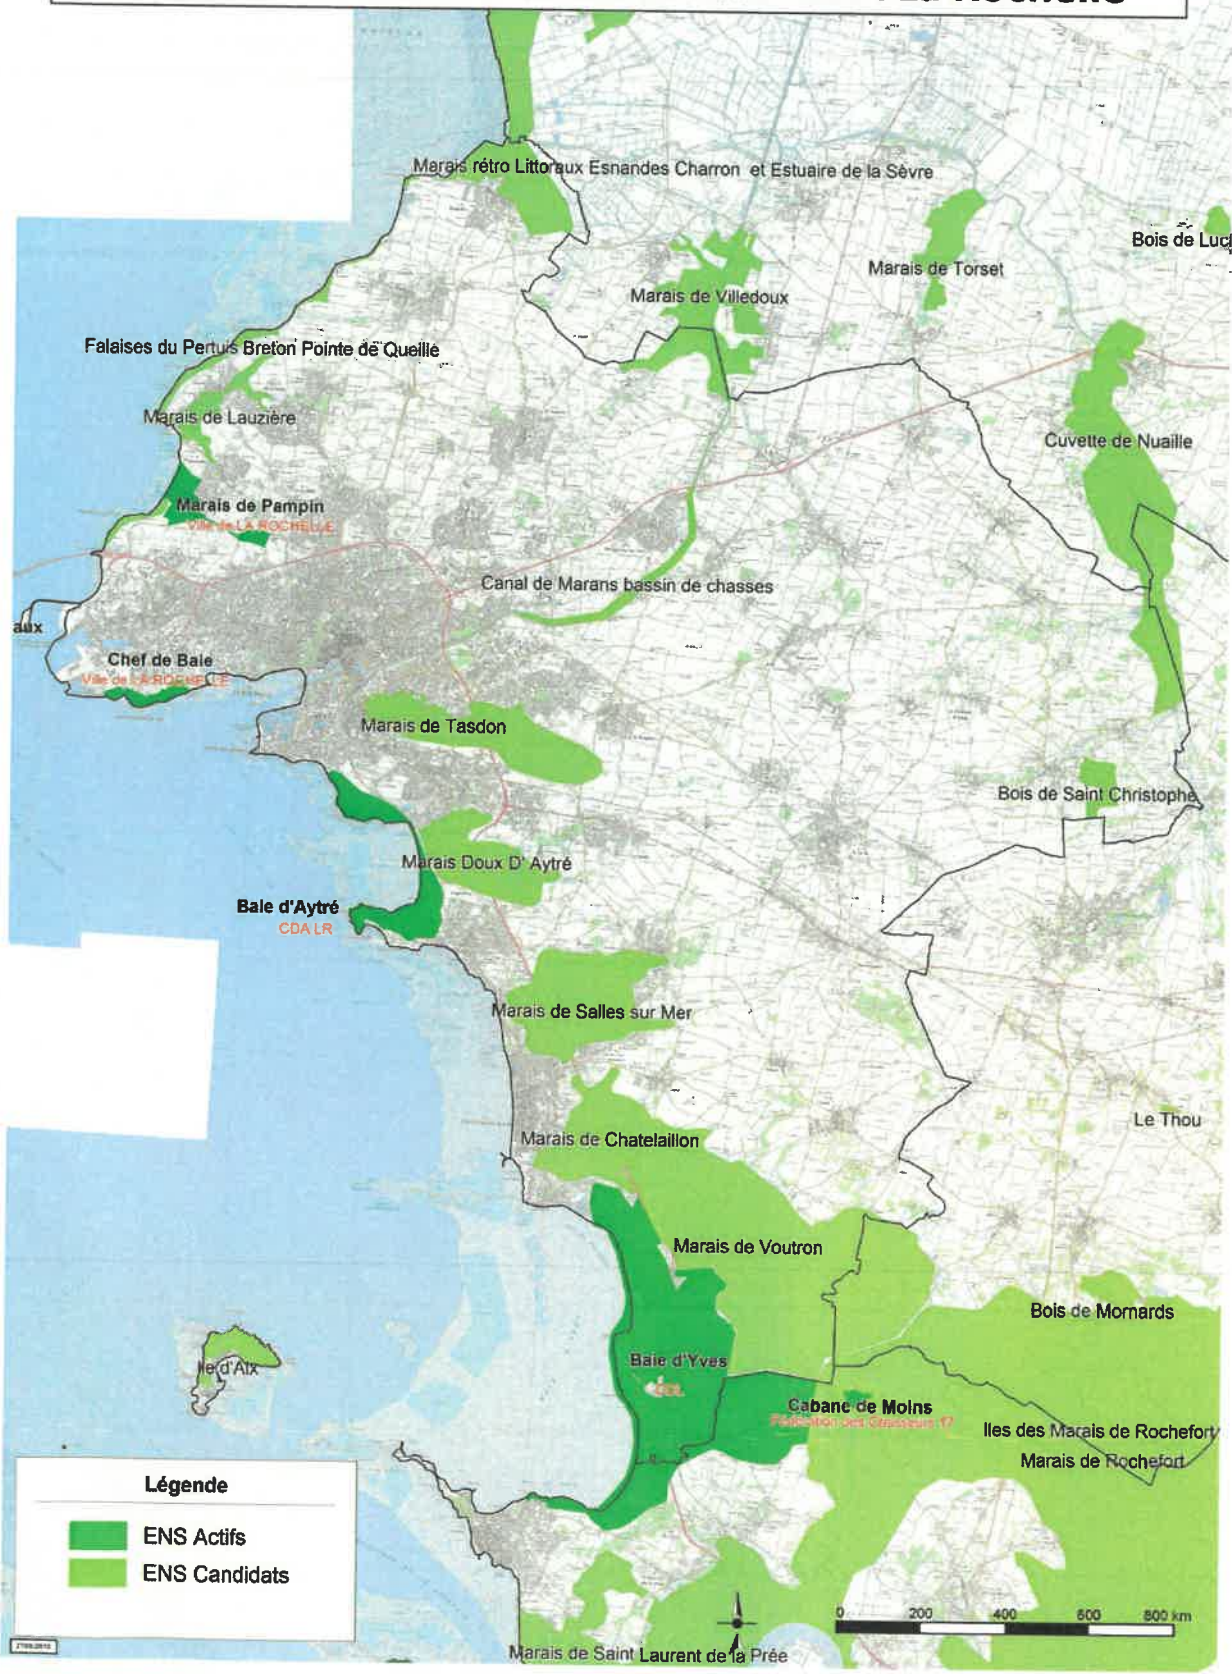 La Rochelle
Marais rétro Littoraux Esnandes Charron et Estuaire de la Sèvre
Bois de
Marais de Torset
Marais de Villedoux
Falaises du Pertuis Breton Pointe de Queille
Marais de Lauzière
Cuvette de Nuaille
Marais de Pampin
Ville de LA ROCHELLE
Canal de Marans bassin de chasses
aux
Chef de Baie
Ville de LA ROCHELLE
Marais de Tasdon
Bois de Saint Christophe
Marais Doux D' Aytré
Baie d'Aytré
CDA LR
Marais de Salles sur Mer
Le Thou
Marais de Chatelaillon
Marais de Voutron
Bois de Mornards
Baie d'Yves
Ile d'Aix
Cabane de Moins
Fédération des Chasseurs 17
Iles des Marais de Rochefort
Marais de Rochefort
Légende
ENS Actifs
ENS Candidats
0 200 400 600 800 km
Marais de Saint Laurent de la Prée